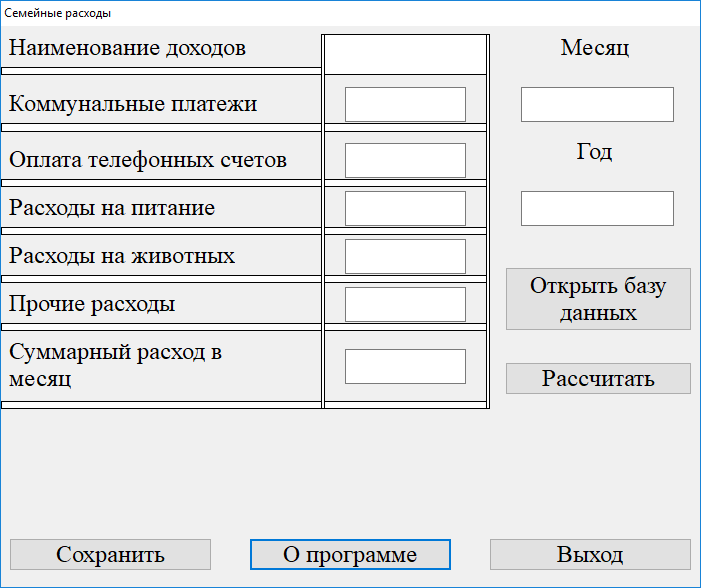 Семейные расходы
Наименование доходов
Месяц
Коммунальные платежи
Оплата телефонных счетов
Год
Расходы на питание
Расходы на животных
Открыть базу
данных
Прочие расходы
Суммарный расход в
месяц
Рассчитать
Сохранить
О программе
Выход